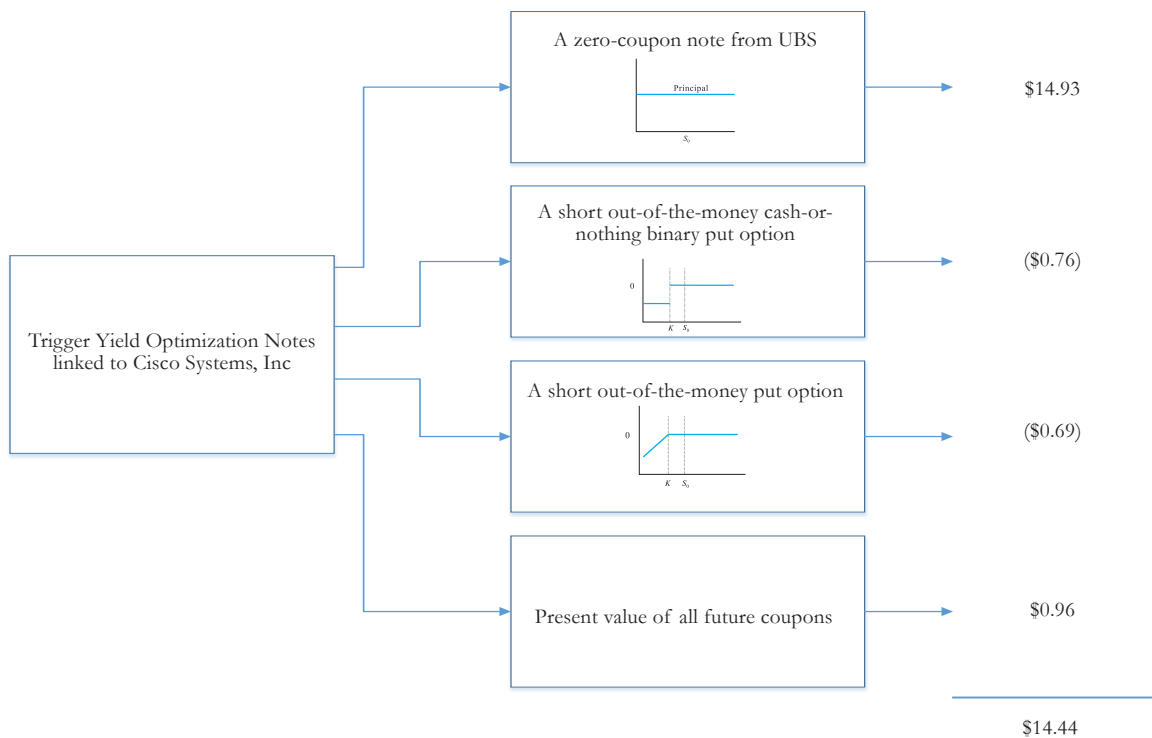 A zero-coupon note from UBS
Principal
S₀
$14.93
A short out-of-the-money cash-or-
nothing binary put option
0
K S₀
($0.76)
Trigger Yield Optimization Notes
linked to Cisco Systems, Inc
A short out-of-the-money put option
0
K S₀
($0.69)
Present value of all future coupons
$0.96
$14.44